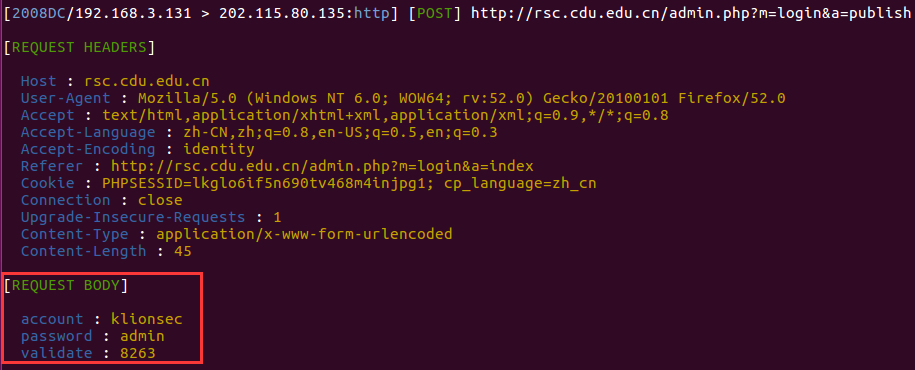 [2008DC/192.168.3.131 > 202.115.80.135:http] [POST] http://rsc.cdu.edu.cn/admin.php?m=login&a=publish
[REQUEST HEADERS]
Host : rsc.cdu.edu.cn
User-Agent : Mozilla/5.0 (Windows NT 6.0; WOW64; rv:52.0) Gecko/20100101 Firefox/52.0
Accept : text/html,application/xhtml+xml,application/xml;q=0.9,*/*;q=0.8
Accept-Language : zh-CN,zh;q=0.8,en-US;q=0.5,en;q=0.3
Accept-Encoding : identity
Referer : http://rsc.cdu.edu.cn/admin.php?m=login&a=index
Cookie : PHPSESSID=lkglo6if5n690tv468m4injpg1; cp_language=zh_cn
Connection : close
Upgrade-Insecure-Requests : 1
Content-Type : application/x-www-form-urlencoded
Content-Length : 45
[REQUEST BODY]
account : klionsec
password : admin
validate : 8263